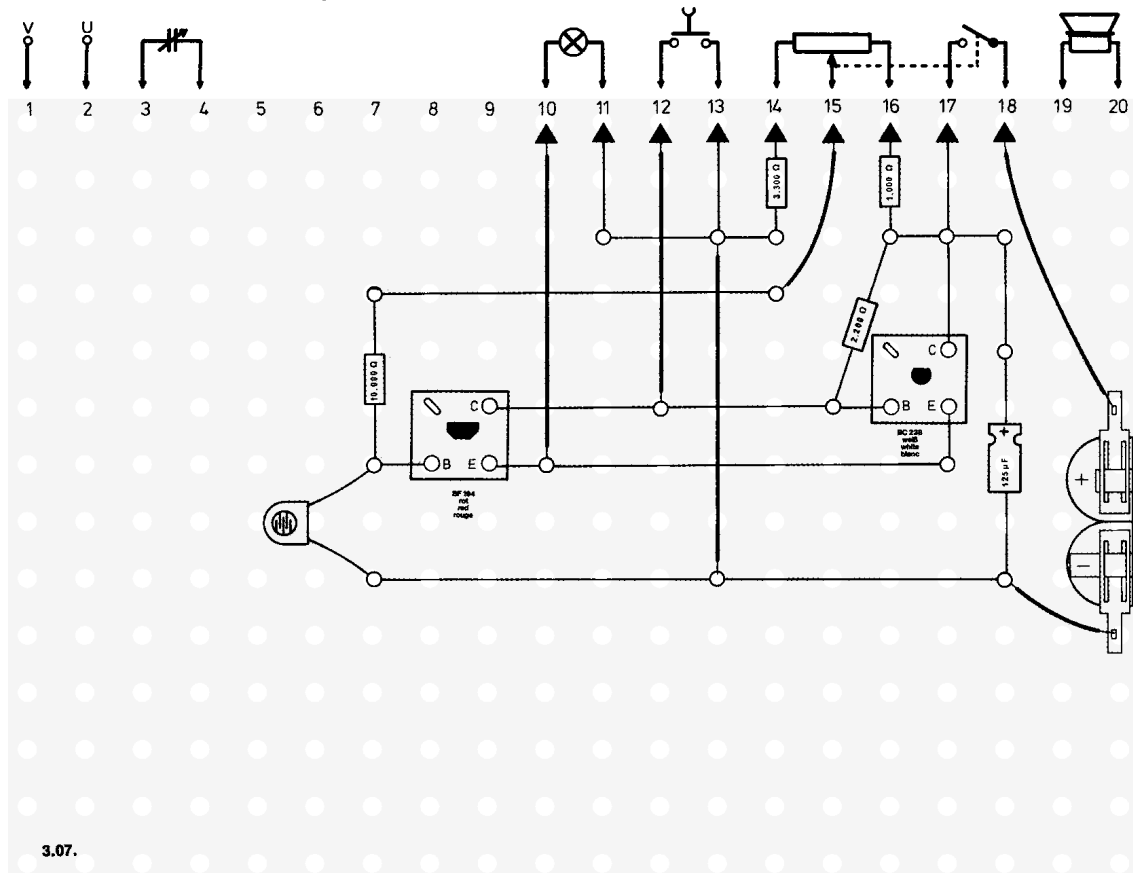 V U
1 2 3 4 5 6 7 8 9 10 11 12 13 14 15 16 17 18 19 20
3.300 Ω
1.000 Ω
2.200 Ω
10.000 Ω
C
B E
BC 238
weiß
white
blanc
C
B E
BF 194
rot
red
rouge
+
125 µF
+
−
3.07.